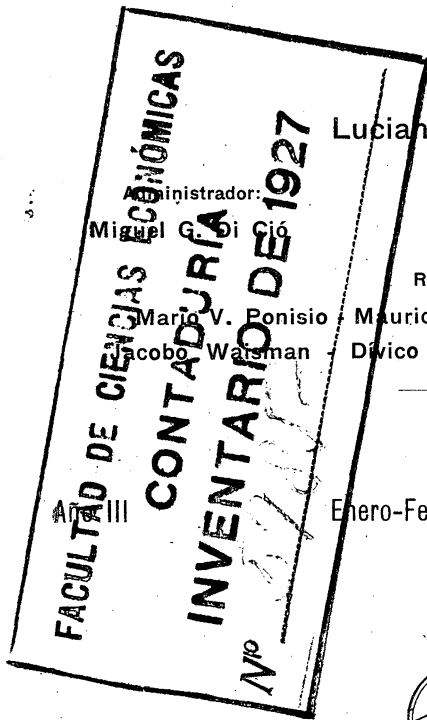 Lucian
Administrador:
Miguel G. Di Ció
R
Mario V. Ponisio - Mauric
Jacobo Waisman - Divico
Año III
Enero-Fe
FACULTAD DE CIENCIAS ECONÓMICAS
CONTADURÍA
INVENTARIO DE 1927
Nº